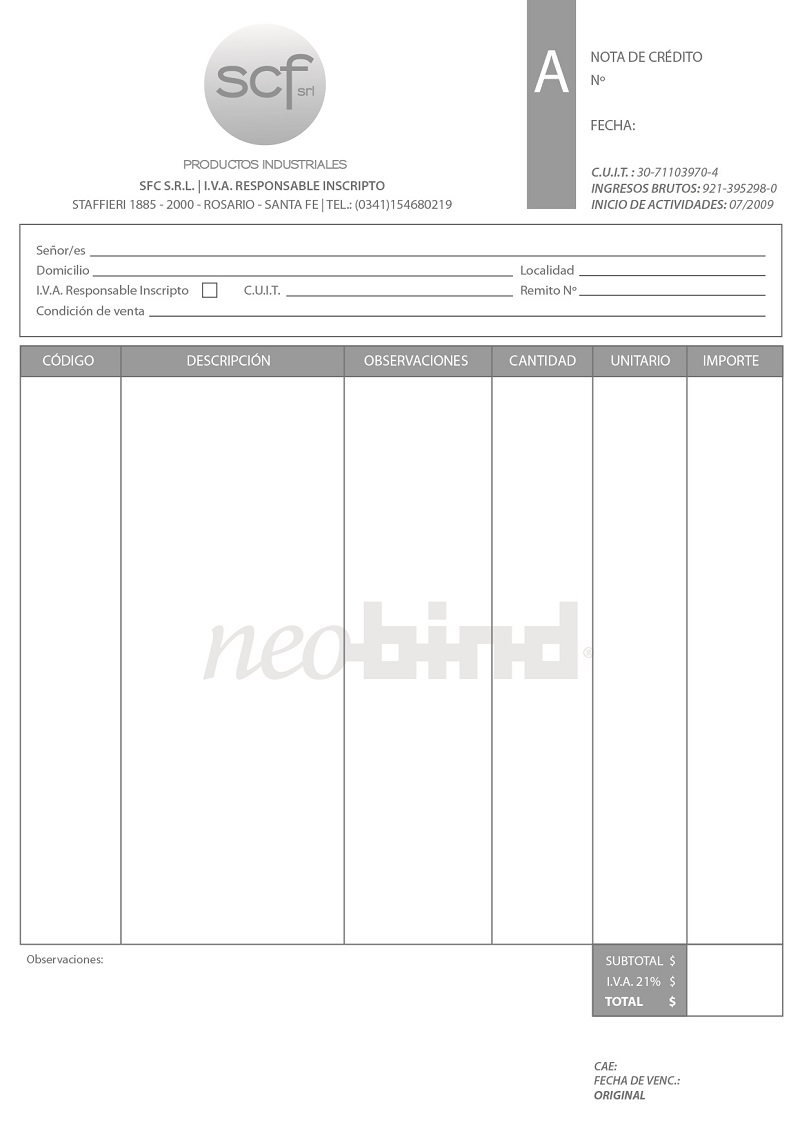 scf srl
PRODUCTOS INDUSTRIALES
SFC S.R.L. | I.V.A. RESPONSABLE INSCRIPTO
STAFFIERI 1885 - 2000 - ROSARIO - SANTA FE | TEL.: (0341)154680219
A
NOTA DE CRÉDITO
Nº
FECHA:
C.U.I.T. : 30-71103970-4
INGRESOS BRUTOS: 921-395298-0
INICIO DE ACTIVIDADES: 07/2009
Señor/es
Domicilio Localidad
I.V.A. Responsable Inscripto C.U.I.T. Remito Nº
Condición de venta
CÓDIGO DESCRIPCIÓN OBSERVACIONES CANTIDAD UNITARIO IMPORTE
neobind®
Observaciones:
SUBTOTAL $
I.V.A. 21% $
TOTAL $
CAE:
FECHA DE VENC.:
ORIGINAL